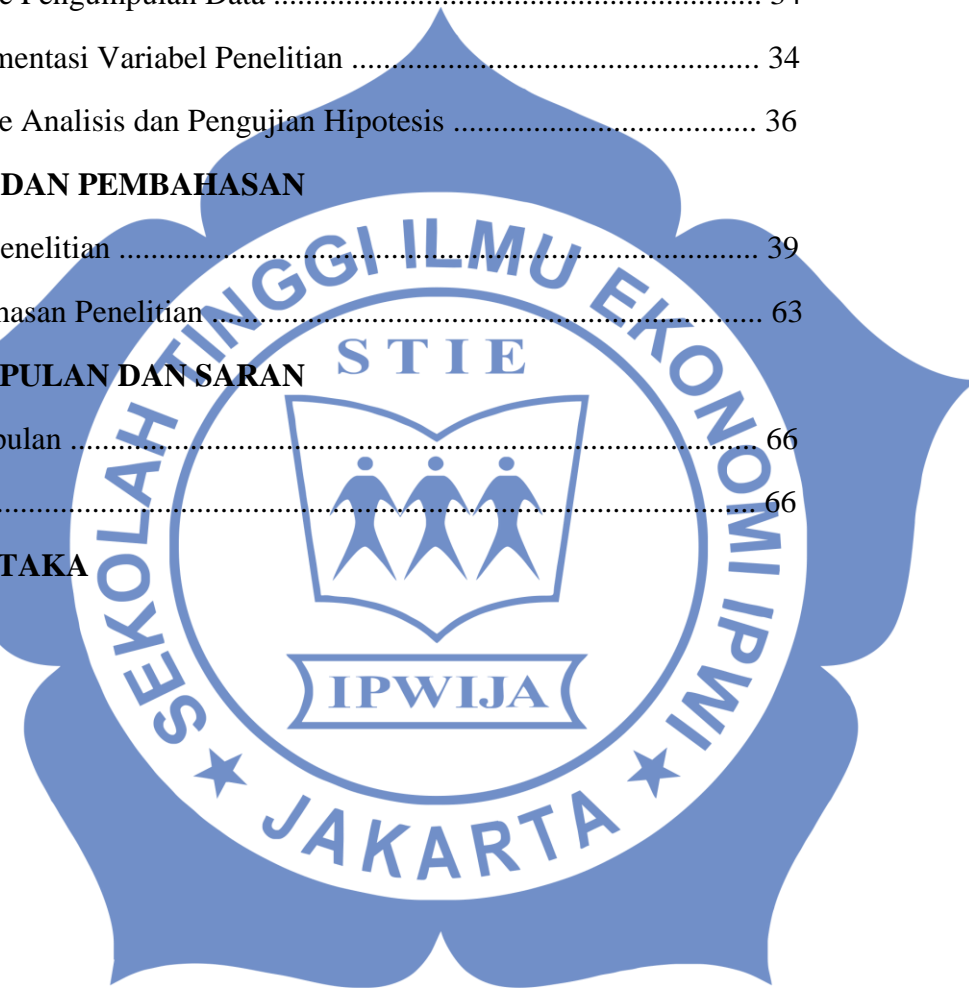 Pengumpulan Data ............................................................. 34
mentasi Variabel Penelitian ................................................... 34
e Analisis dan Pengujian Hipotesis ...................................... 36
DAN PEMBAHASAN
enelitian ................................................................................ 39
hasan Penelitian ..................................................................... 63
PULAN DAN SARAN
pulan ......................................................................................... 66
.................................................................................................. 66
TAKA
SEKOLAH TINGGI ILMU EKONOMI IPWI
STIE
IPWIJA
★ JAKARTA ★